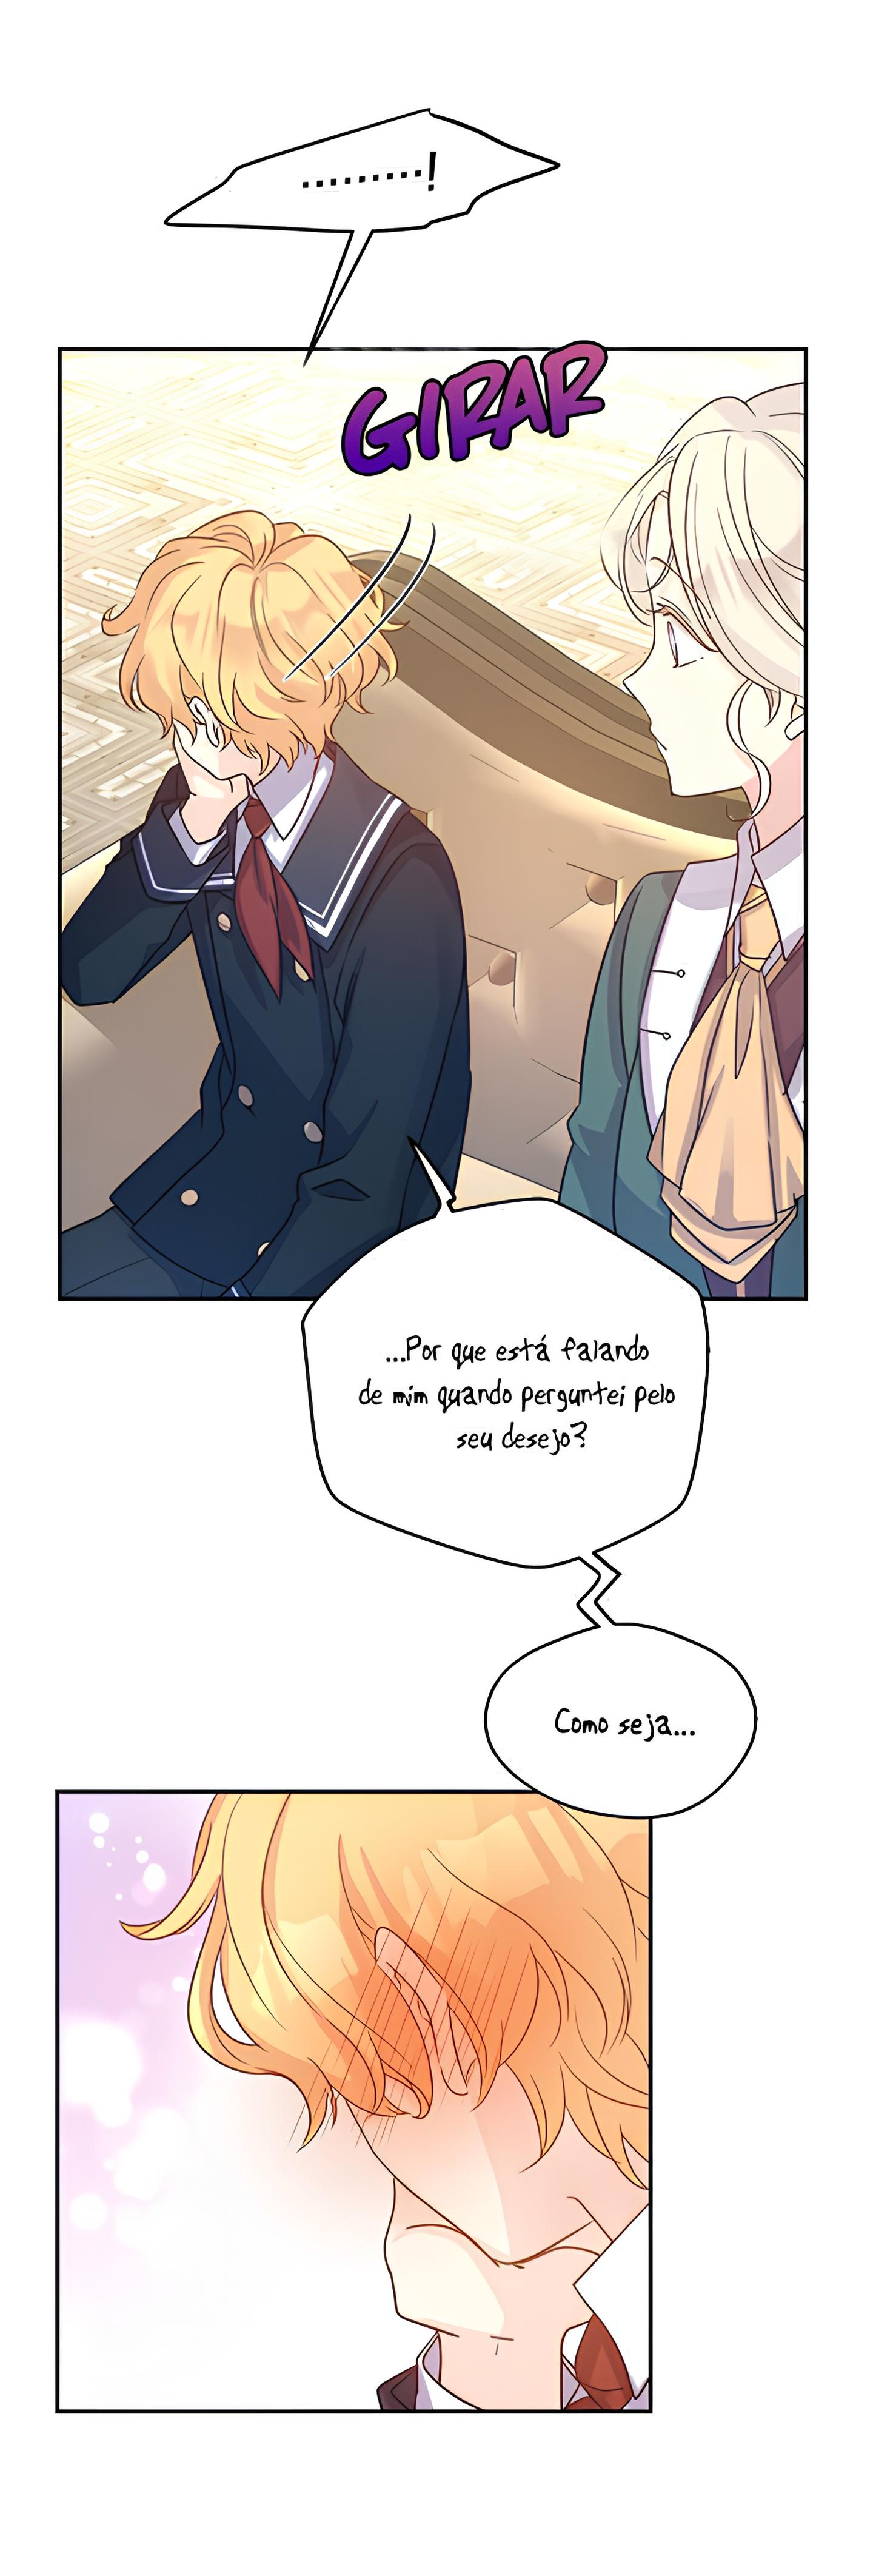 .........!
GIRAR
...Por que está falando
de mim quando perguntei pelo
seu desejo?
Como seja...